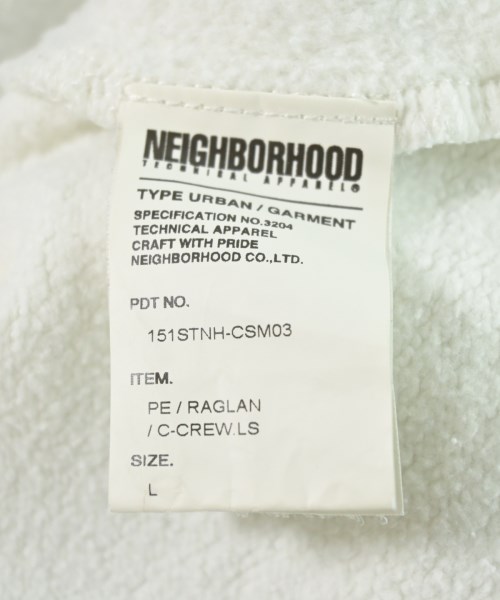 NEIGHBORHOOD
TECHNICAL APPAREL®
TYPE URBAN / GARMENT
SPECIFICATION NO.3204
TECHNICAL APPAREL
CRAFT WITH PRIDE
NEIGHBORHOOD CO.,LTD.
PDT NO.
151STNH-CSM03
ITEM.
PE / RAGLAN
/ C-CREW.LS
SIZE.
L